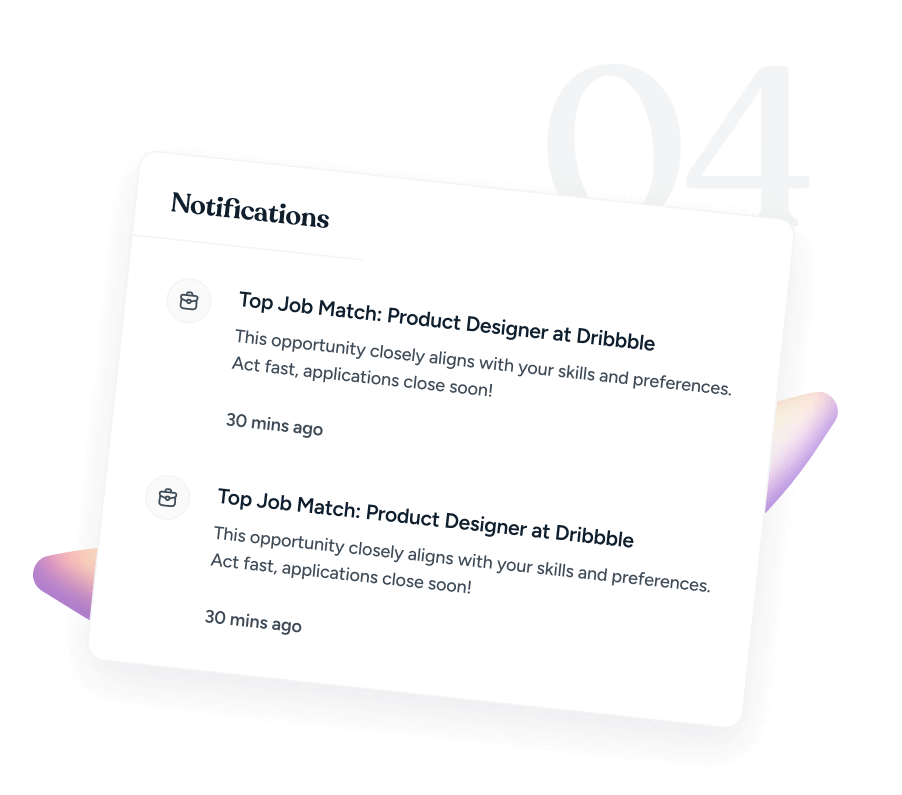 04
Notifications
Top Job Match: Product Designer at Dribbble
This opportunity closely aligns with your skills and preferences.
Act fast, applications close soon!
30 mins ago
Top Job Match: Product Designer at Dribbble
This opportunity closely aligns with your skills and preferences.
Act fast, applications close soon!
30 mins ago